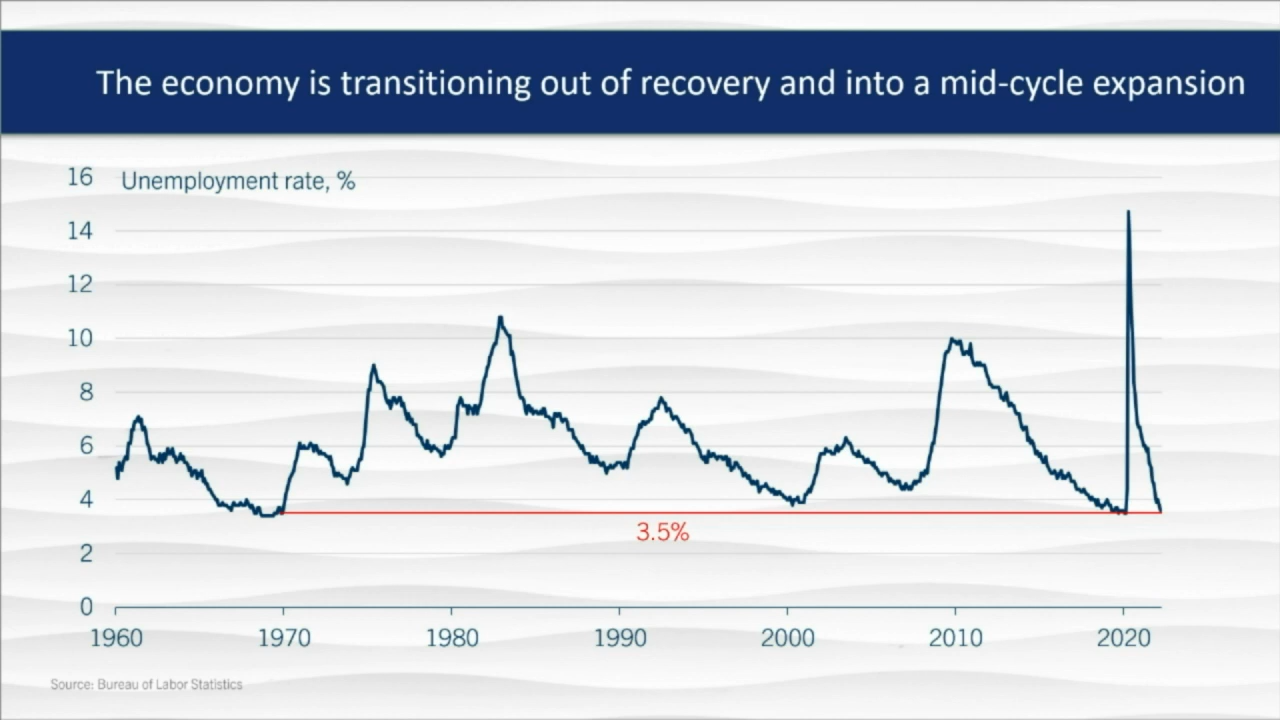 The economy is transitioning out of recovery and into a mid-cycle expansion
Unemployment rate, %
16
14
12
10
8
6
4
2
0
3.5%
1960 1970 1980 1990 2000 2010 2020
Source: Bureau of Labor Statistics